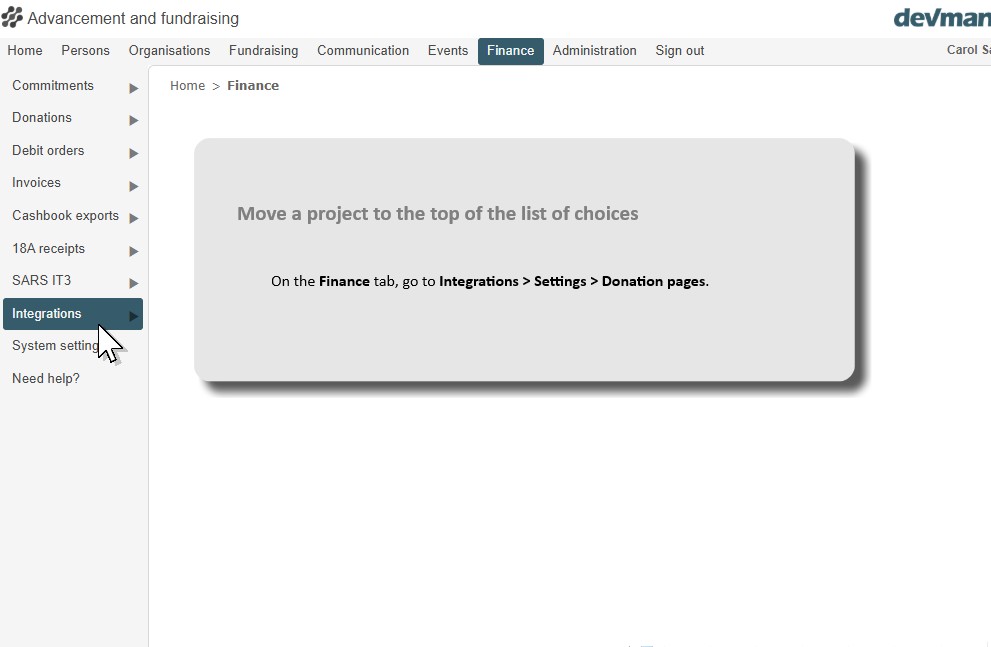 Advancement and fundraising
devman
Home Persons Organisations Fundraising Communication Events Finance Administration Sign out
Carol
Commitments
Donations
Debit orders
Invoices
Cashbook exports
18A receipts
SARS IT3
Integrations
System setting
Need help?
Home > Finance
Move a project to the top of the list of choices
On the Finance tab, go to Integrations > Settings > Donation pages.